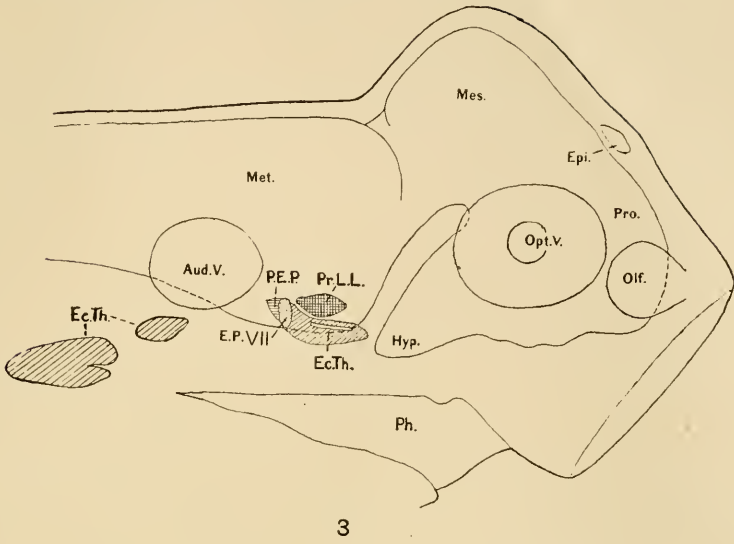 Mes.
Epi.
Met.
Pro.
Opt.V.
Aud.V.
Olf.
P.E.P. Pr.L.L.
Ec.Th.
E.P. VII
Hyp.
Ec.Th.
Ph.
3